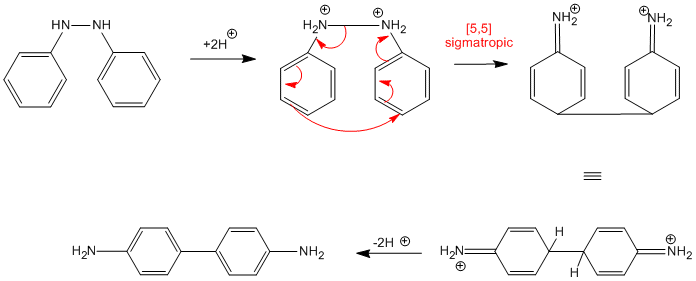 HN—NH
+2H⊕
H₂N⊕—⊕NH₂
[5,5]
sigmatropic
⊕NH₂ ⊕NH₂
≡
H₂N NH₂
-2H ⊕
H₂N⊕ H H ⊕NH₂